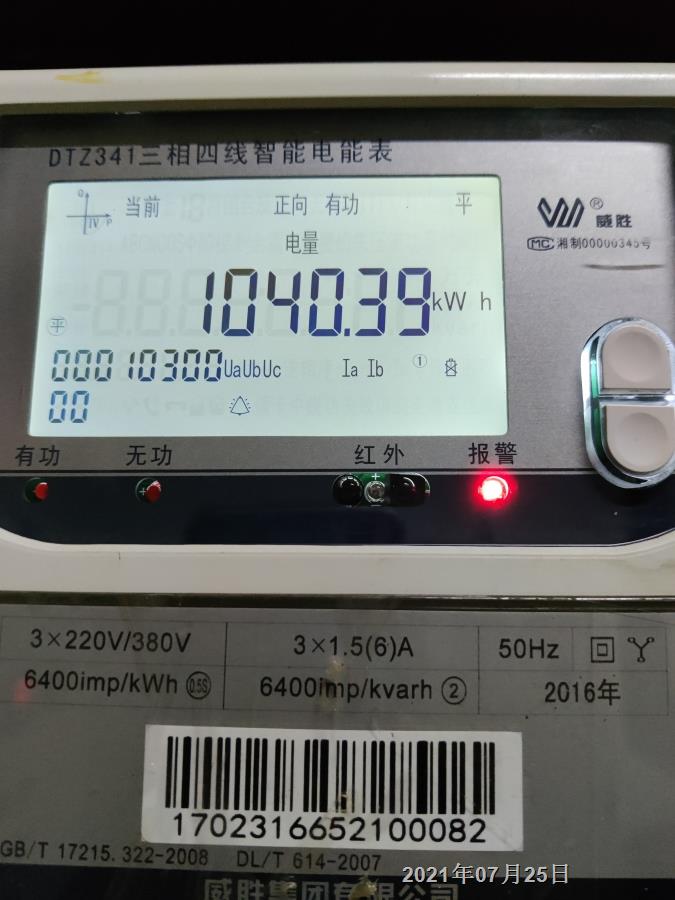 DTZ341三相四线智能电能表
Q
IV P
当前 正向 有功 平
电量
1040.39 kWh
平
00010300 UaUbUc Ia Ib ①
00
威胜
®
MC 湘制00000345号
有功 无功 红外 报警
3×220V/380V 3×1.5(6)A 50Hz
6400imp/kWh 0.5S 6400imp/kvarh ② 2016年
1702316652100082
GB/T 17215.322-2008 DL/T 614-2007
2021年07月25日
威胜集团有限公司